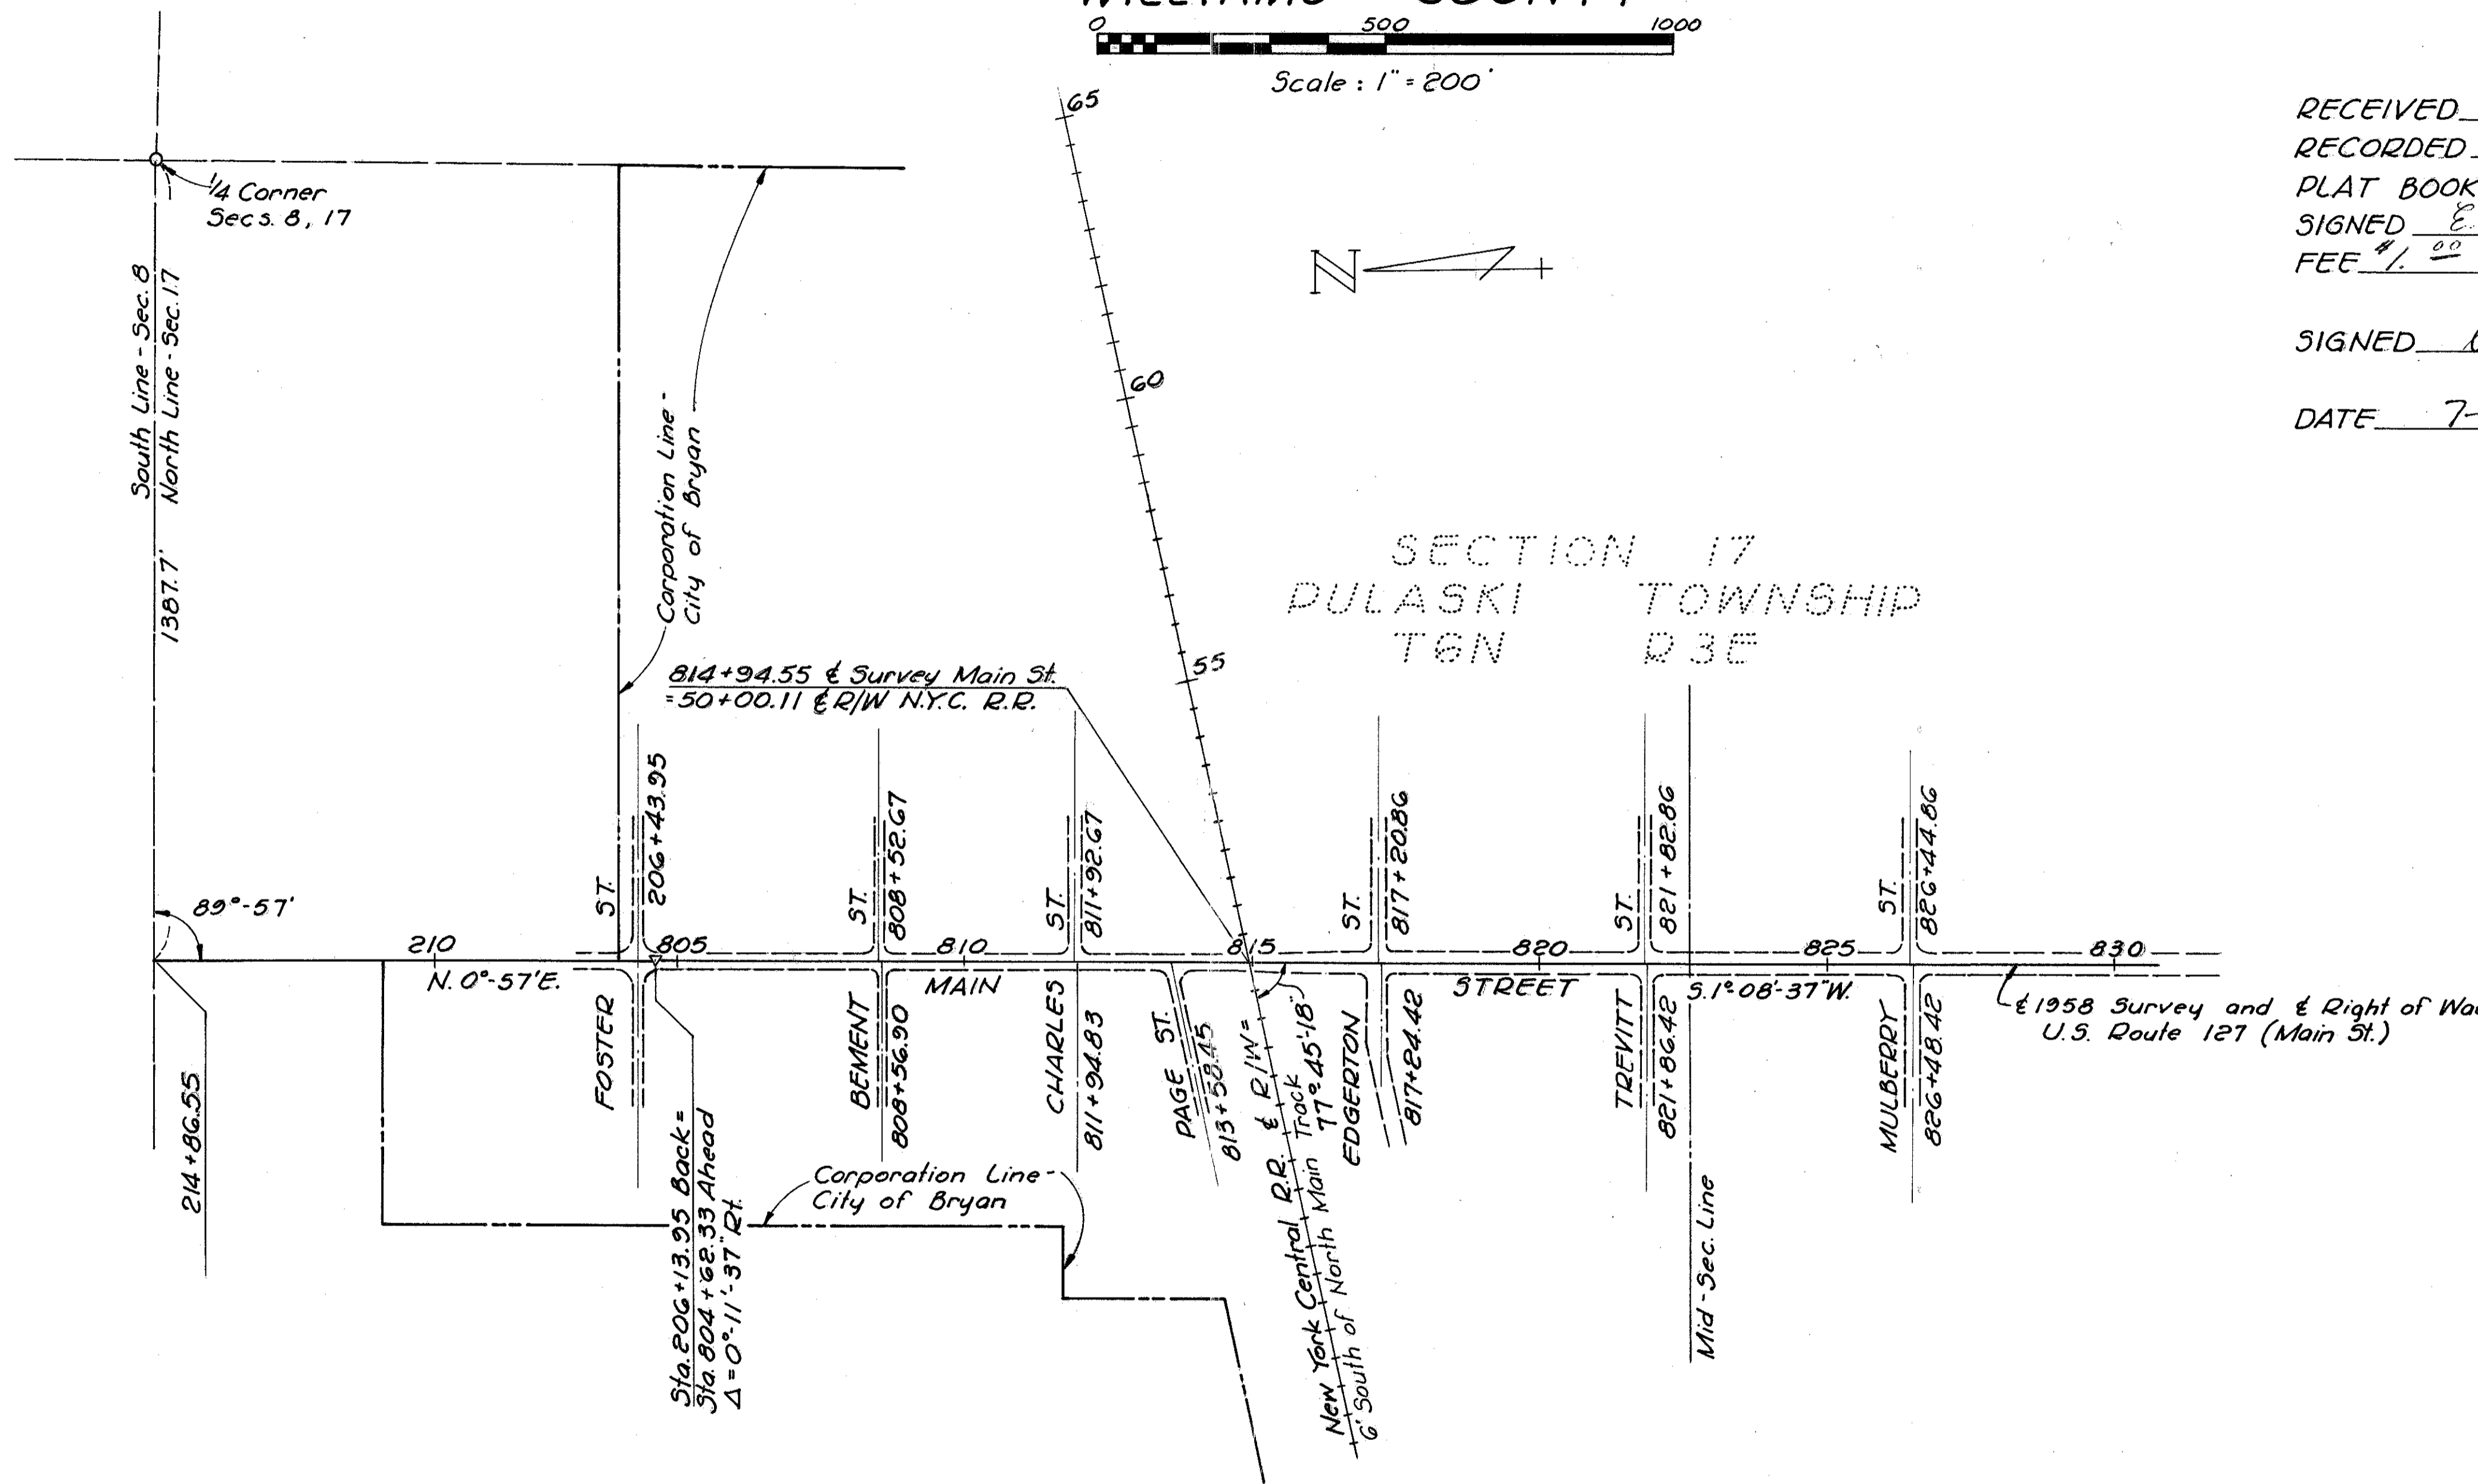 WILLIAMS COUNTY
0 500 1000
Scale : 1" = 200'
RECEIVED
RECORDED
PLAT BOOK
SIGNED E.
FEE $1.00
SIGNED
DATE 7-
1/4 Corner
Secs. 8, 17
South Line - Sec. 8
North Line - Sec. 17
1387.7'
Corporation Line -
City of Bryan
65
60
55
N
SECTION 17
PULASKI TOWNSHIP
T6N R3E
814+94.55 ℄ Survey Main St.
=50+00.11 ℄ R/W N.Y.C. R.R.
89°-57'
ST.
206+43.95
ST.
808+52.67
ST.
811+92.67
ST.
817+20.86
ST.
821+82.86
ST.
826+44.86
210
805
810
815
820
825
830
N. 0°-57'E.
MAIN
STREET
S.1°-08'-37"W.
℄ 1958 Survey and ℄ Right of Way
U.S. Route 127 (Main St.)
214+86.55
FOSTER
Sta. 206+13.95 Back =
Sta. 804+68.33 Ahead
Δ = 0°-11'-37" Rt.
BEMENT
808+56.90
CHARLES
811+94.83
PAGE ST.
813+58.45
New York Central R.R. ℄ R/W =
6' South of North Main Track
77°-45'-18"
EDGERTON
817+24.42
TREVITT
821+86.42
Mid-Sec. Line
MULBERRY
826+48.42
Corporation Line -
City of Bryan